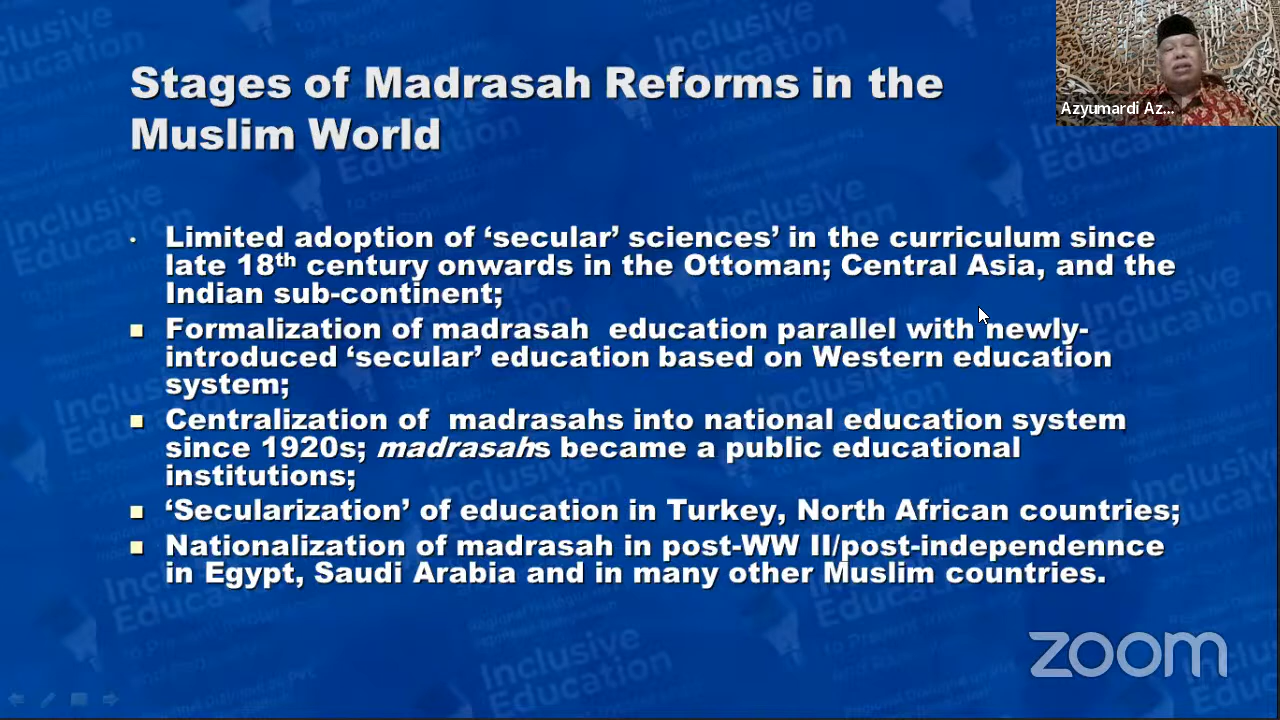 Stages of Madrasah Reforms in the
Muslim World
Azyumardi Az...
Limited adoption of ‘secular’ sciences’ in the curriculum since
late 18th century onwards in the Ottoman; Central Asia, and the
Indian sub-continent;
Formalization of madrasah education parallel with newly-
introduced ‘secular’ education based on Western education
system;
Centralization of madrasahs into national education system
since 1920s; madrasahs became a public educational
institutions;
‘Secularization’ of education in Turkey, North African countries;
Nationalization of madrasah in post-WW II/post-independennce
in Egypt, Saudi Arabia and in many other Muslim countries.
zoom
Inclusive
Education